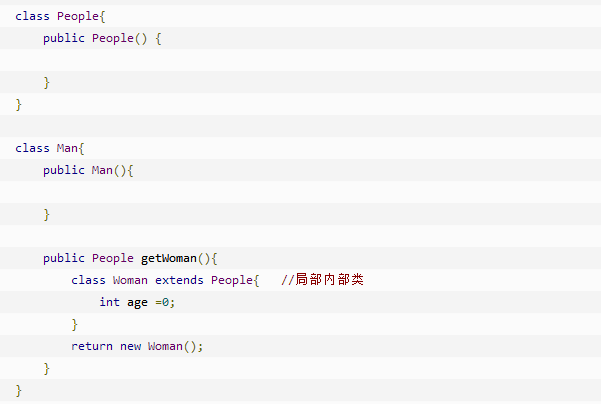 class People{
    public People() {
    }
}
class Man{
    public Man(){
    }
    public People getWoman(){
        class Woman extends People{   //局部内部类
            int age =0;
        }
        return new Woman();
    }
}